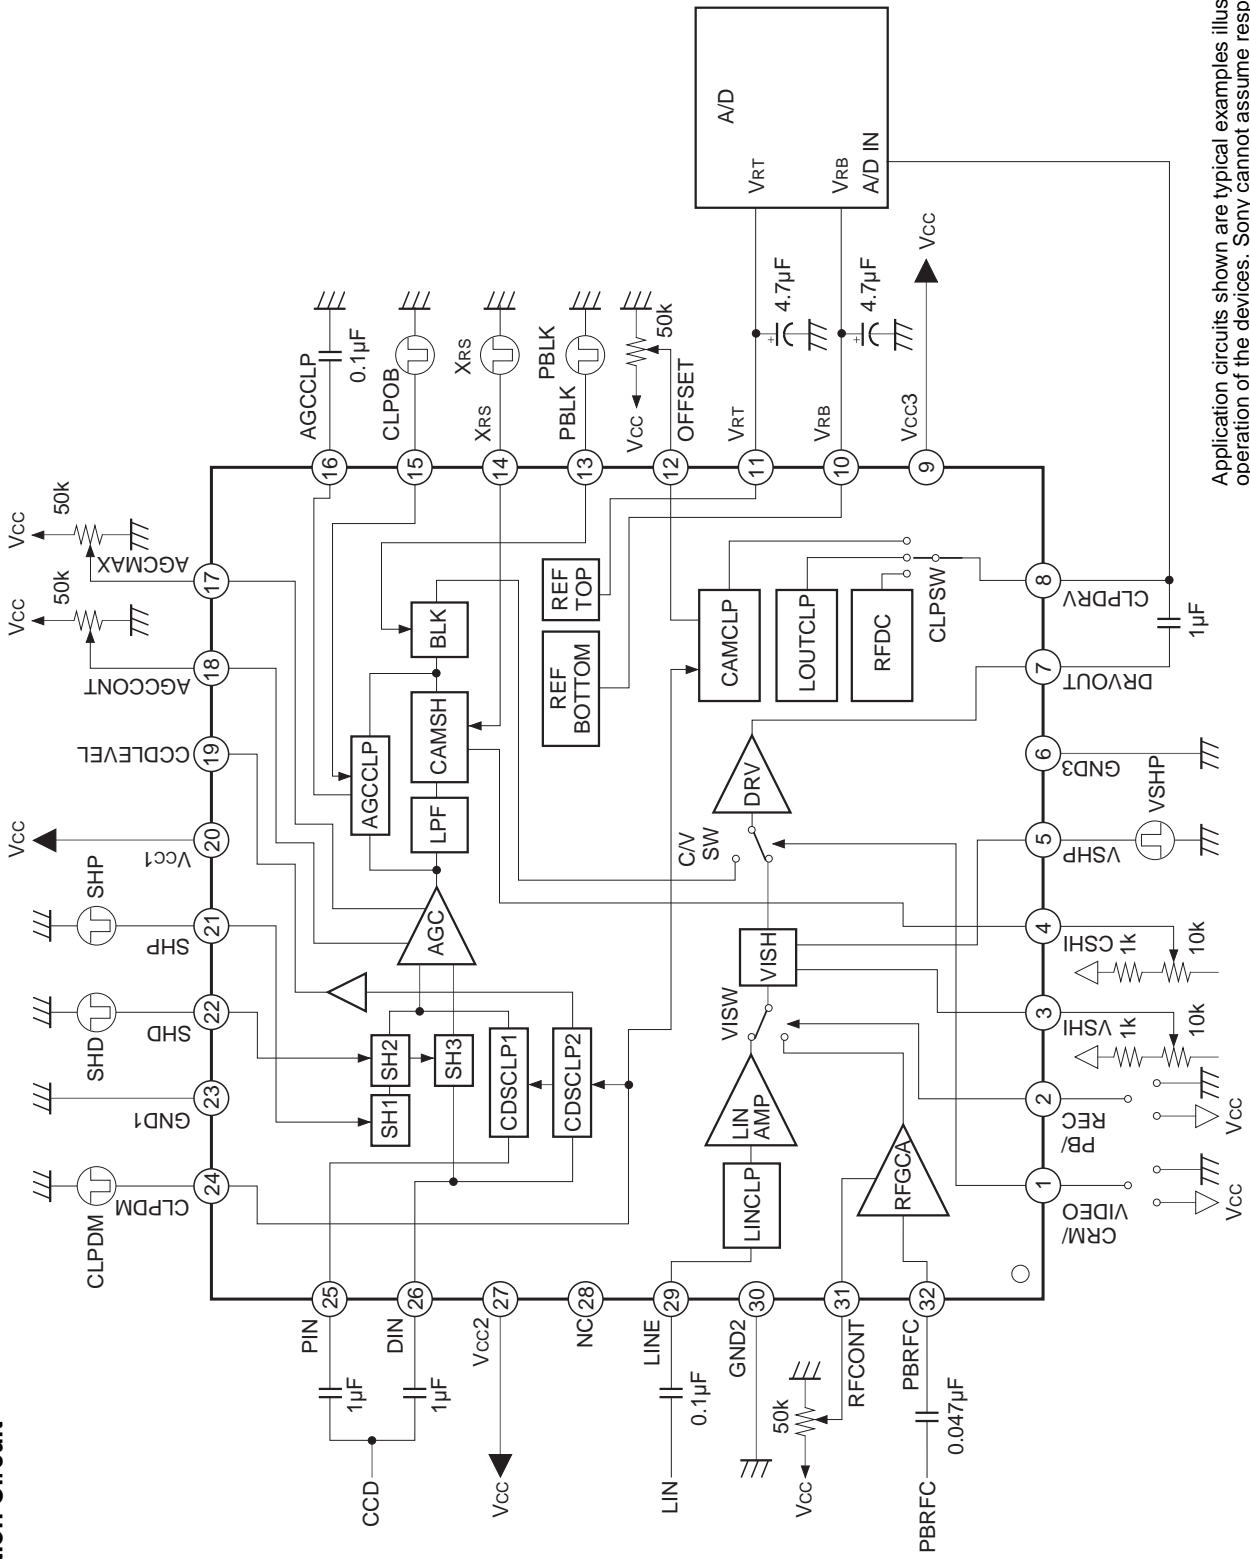 tion Circuit
A/D
VRT
VRB
A/D IN
Application circuits shown are typical examples illus
operation of the devices. Sony cannot assume resp
4.7µF
4.7µF
VCC
AGCCLP
0.1µF
CLPOB
XRS
XRS
PBLK
PBLK
VCC
50k
OFFSET
VRT
VRB
VCC3
16
15
14
13
12
11
10
9
VCC
50k
AGCMAX
17
VCC
50k
AGCCONT
18
CCDLEVEL
19
VCC
VCC1
20
SHP
SHP
21
SHD
SHD
22
GND1
23
CLPDM
CLPDM
24
AGCCLP
BLK
CAMSH
LPF
AGC
REF
TOP
REF
BOTTOM
CAMCLP
LOUTCLP
RFDC
CLPSW
SH1
SH2
SH3
CDSCLP1
CDSCLP2
DRV
C/V
SW
VISH
VISW
LIN
AMP
LINCLP
RFGCA
8
CLPDRV
1µF
7
DRVOUT
6
GND3
5
VSHP
VSHP
4
CSHI
1k
10k
3
VSHI
1k
10k
2
PB/
REC
VCC
1
CRM/
VIDEO
VCC
25
26
27
28
29
30
31
32
PIN
1µF
DIN
1µF
CCD
VCC2
VCC
NC
LINE
0.1µF
LIN
GND2
RFCONT
50k
VCC
PBRFC
0.047µF
PBRFC